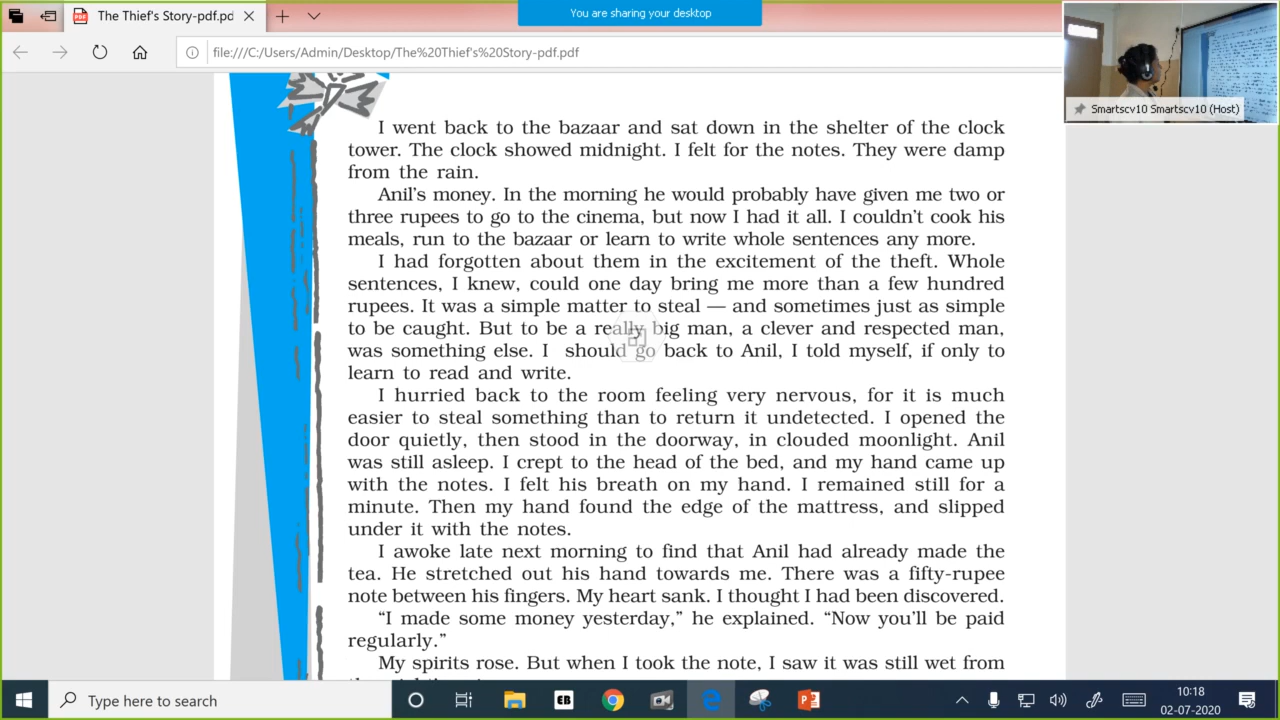 The Thief's Story-pdf.pd
You are sharing your desktop
file:///C:/Users/Admin/Desktop/The%20Thief's%20Story-pdf.pdf
Smartscv10 Smartscv10 (Host)
I went back to the bazaar and sat down in the shelter of the clock
tower. The clock showed midnight. I felt for the notes. They were damp
from the rain.
Anil's money. In the morning he would probably have given me two or
three rupees to go to the cinema, but now I had it all. I couldn't cook his
meals, run to the bazaar or learn to write whole sentences any more.
I had forgotten about them in the excitement of the theft. Whole
sentences, I knew, could one day bring me more than a few hundred
rupees. It was a simple matter to steal — and sometimes just as simple
to be caught. But to be a really big man, a clever and respected man,
was something else. I should go back to Anil, I told myself, if only to
learn to read and write.
I hurried back to the room feeling very nervous, for it is much
easier to steal something than to return it undetected. I opened the
door quietly, then stood in the doorway, in clouded moonlight. Anil
was still asleep. I crept to the head of the bed, and my hand came up
with the notes. I felt his breath on my hand. I remained still for a
minute. Then my hand found the edge of the mattress, and slipped
under it with the notes.
I awoke late next morning to find that Anil had already made the
tea. He stretched out his hand towards me. There was a fifty-rupee
note between his fingers. My heart sank. I thought I had been discovered.
“I made some money yesterday,” he explained. “Now you'll be paid
regularly.”
My spirits rose. But when I took the note, I saw it was still wet from
Type here to search
10:18
02-07-2020